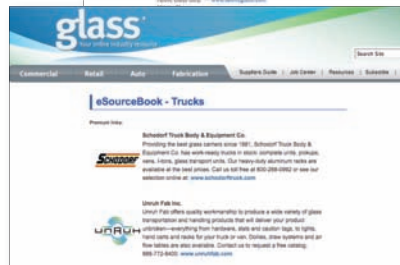 glass
Your online industry resource
Search Site
Commercial Retail Auto Fabrication Suppliers Guide | Job Center | Resources | Subscribe |
eSourceBook - Trucks
Premium links:
Schodorf Truck Body & Equipment Co.
Providing the best glass carriers since 1881, Schodorf Truck Body &
Equipment Co. has work-ready trucks in stock: complete units, pickups,
vans, I-tons, glass transport units. Our heavy-duty aluminum racks are
available at the best prices. Call us toll free at 800-288-0992 or see our
selection online at: www.schodorftruck.com
SCHODORF
Unruh Fab Inc.
Unruh Fab offers quality workmanship to produce a wide variety of glass
transportation and handling products that will deliver your product
unbroken—everything from hardware, slats and caution tags, to lights,
hand carts and racks for your truck or van. Dollies, straw systems and air
flow tables are also available. Contact us to request a free catalog.
888-772-8400 www.unruhfab.com
UNRUH